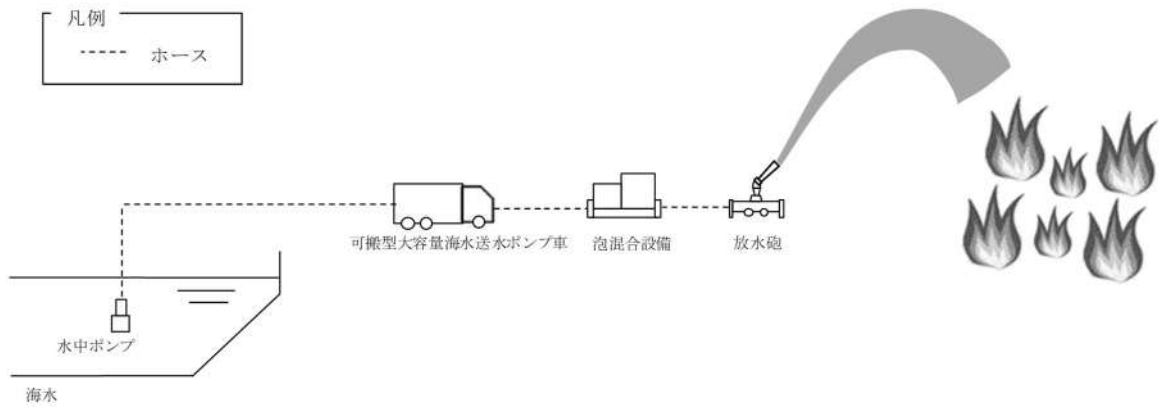 凡例
ホース
可搬型大容量海水送水ポンプ車
泡混合設備
放水砲
水中ポンプ
海水